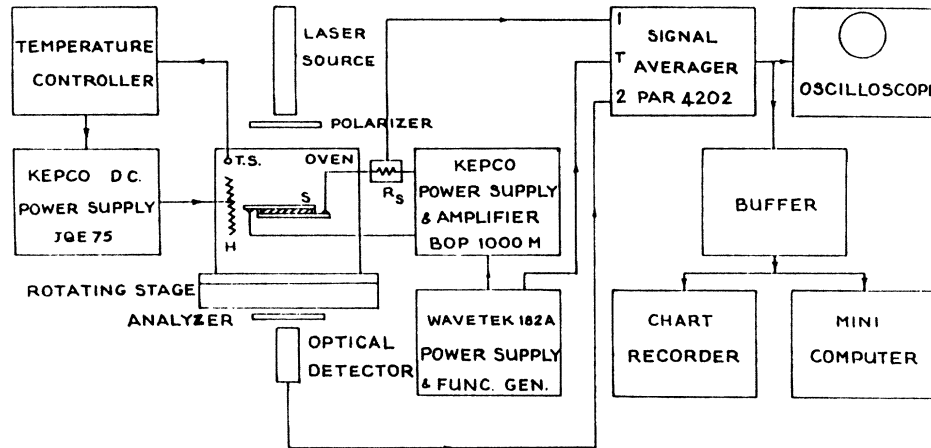 TEMPERATURE
CONTROLLER
LASER
SOURCE
POLARIZER
1
T
2
SIGNAL
AVERAGER
PAR 4202
OSCILLOSCOPE
KEPCO D.C.
POWER SUPPLY
JQE 75
T.S.
OVEN
S
H
RS
KEPCO
POWER SUPPLY
& AMPLIFIER
BOP 1000 M
BUFFER
ROTATING STAGE
ANALYZER
OPTICAL
DETECTOR
WAVETEK 182A
POWER SUPPLY
& FUNC. GEN.
CHART
RECORDER
MINI
COMPUTER